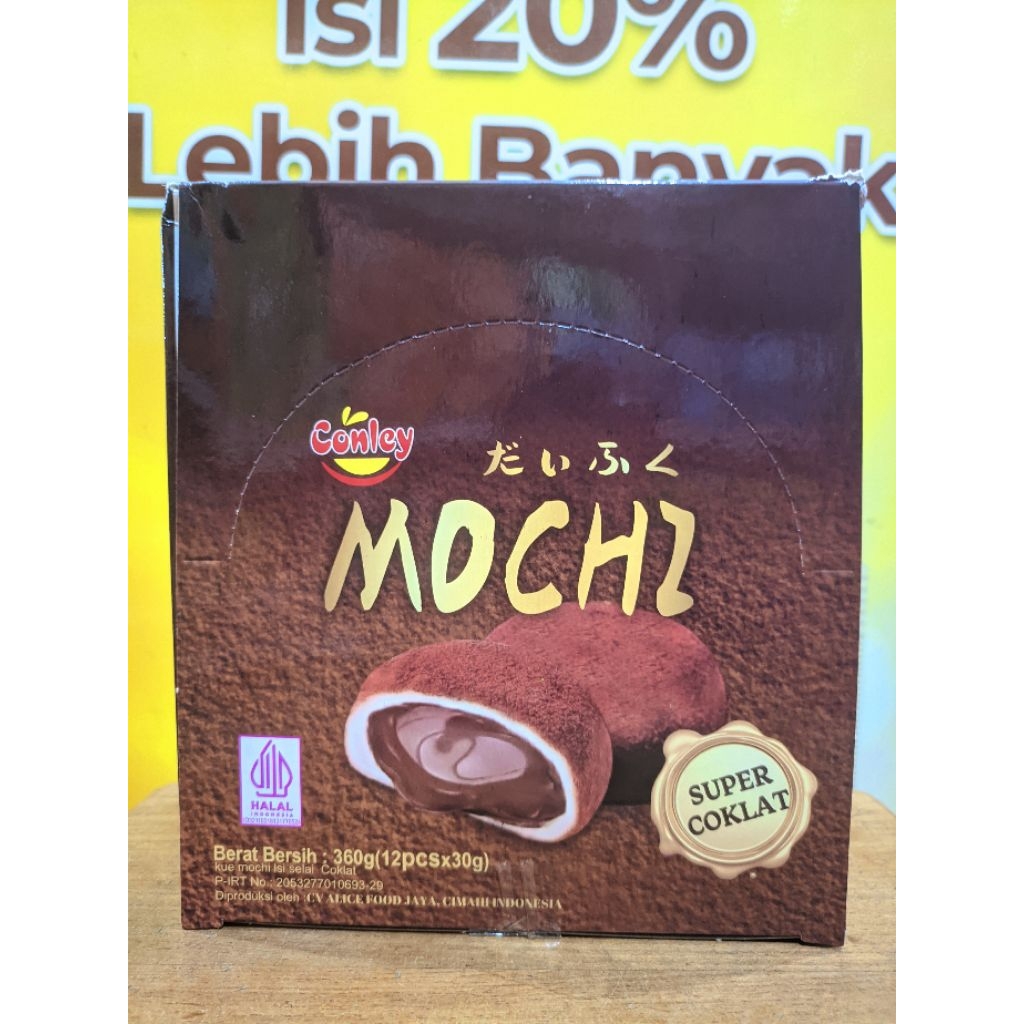 Isi 20%
Lebih Banyak
Conley
だいふく
MOCHI
HALAL
INDONESIA
SUPER
COKLAT
Berat Bersih : 360g(12pcsx30g)
kue mochi Isi selai Coklat
P-IRT No.: 2053277010693-29
Diproduksi oleh :CV ALICE FOOD JAYA, CIMAHI-INDONESIA